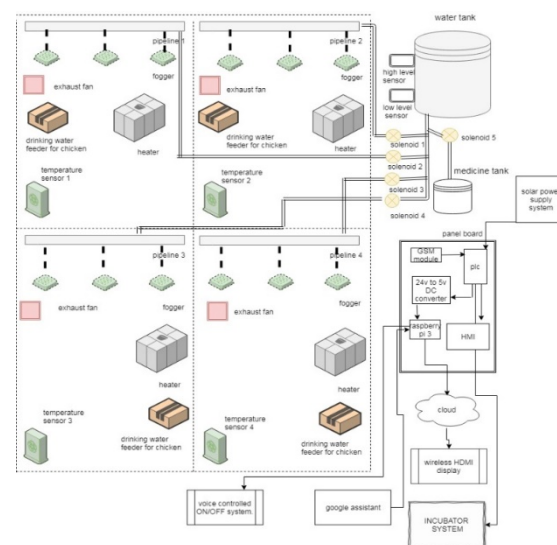 water tank
pipeline 1
pipeline 2
high level
sensor
low level
sensor
fogger
fogger
exhaust fan
exhaust fan
solenoid 1
solenoid 5
drinking water
feeder for chicken
heater
drinking water
feeder for chicken
heater
solenoid 2
medicine tank
solenoid 3
temperature
sensor 1
temperature
sensor 2
solenoid 4
solar power
supply
system
panel board
pipeline 3
pipeline 4
GSM
module
plc
fogger
fogger
exhaust fan
exhaust fan
24v to 5v
DC
converter
raspberry
pi 3
HMI
heater
heater
cloud
temperature
sensor 3
drinking water
feeder for chicken
temperature
sensor 4
drinking water
feeder for chicken
wireless HDMI
display
voice controlled
ON/OFF system.
google assistant
INCUBATOR
SYSTEM